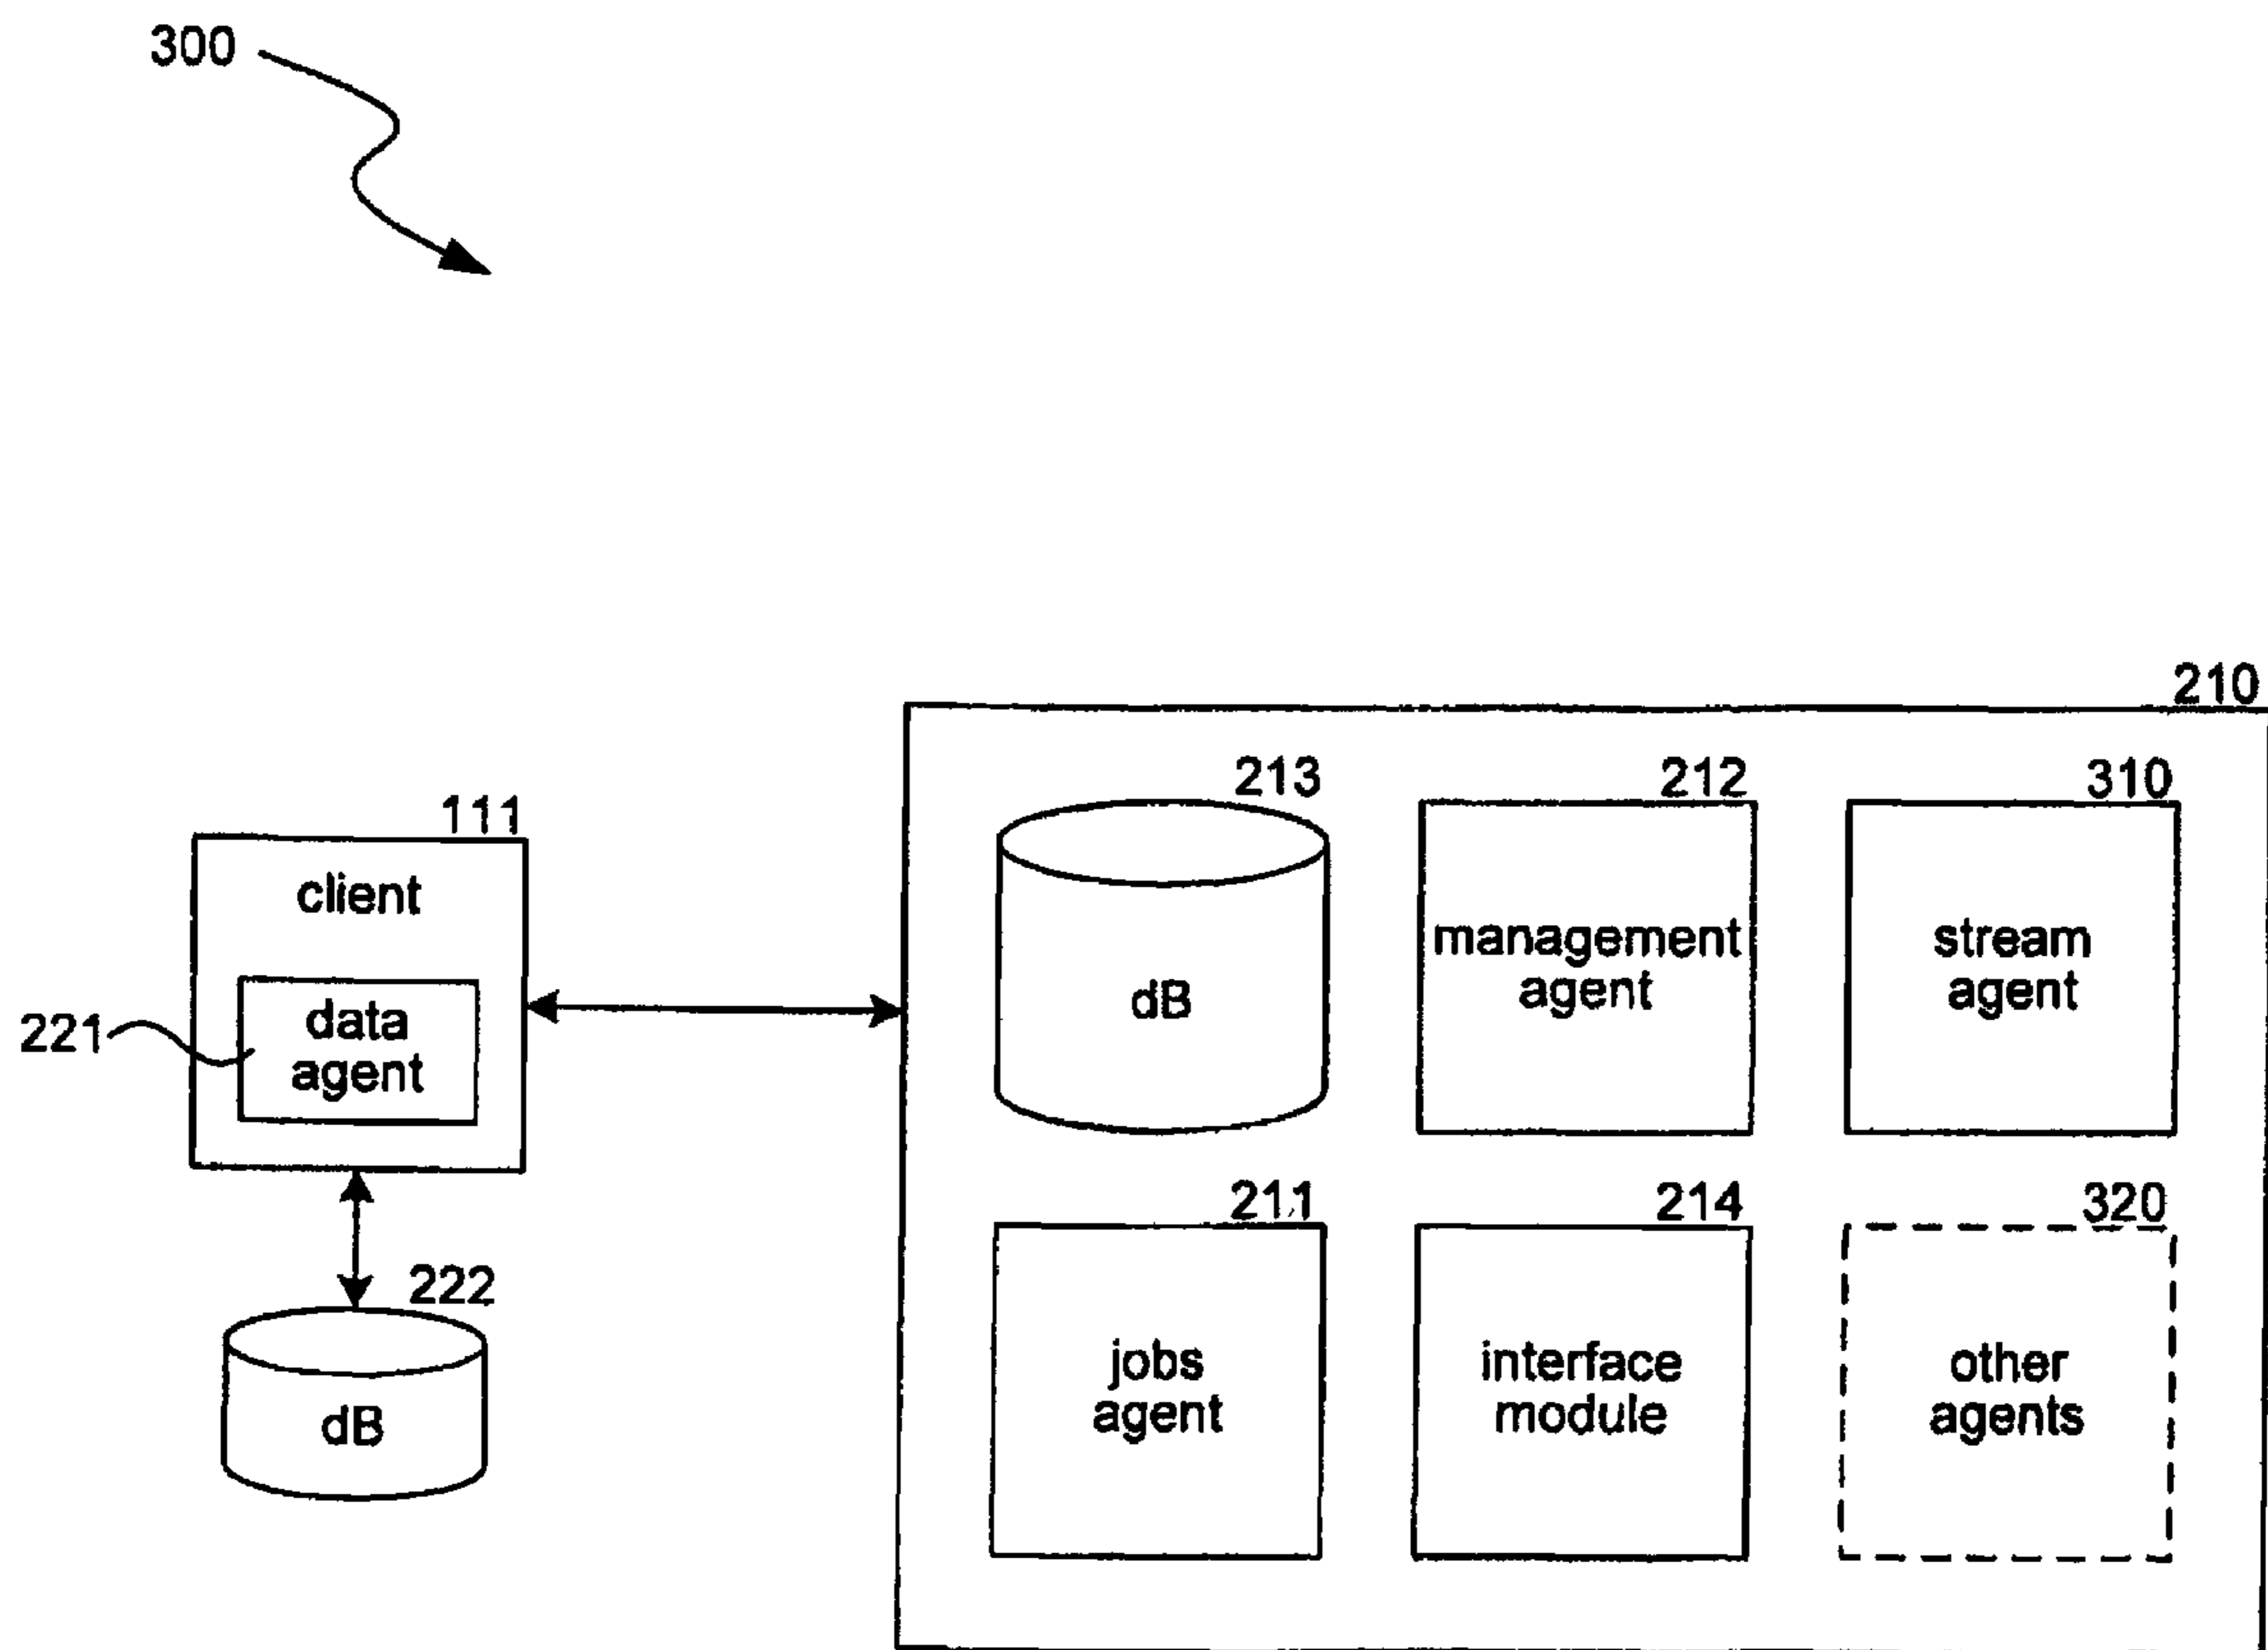 300
210
213
212
310
111
client
management
agent
stream
agent
dB
221
data
agent
211
214
320
222
jobs
agent
interface
module
other
agents
dB